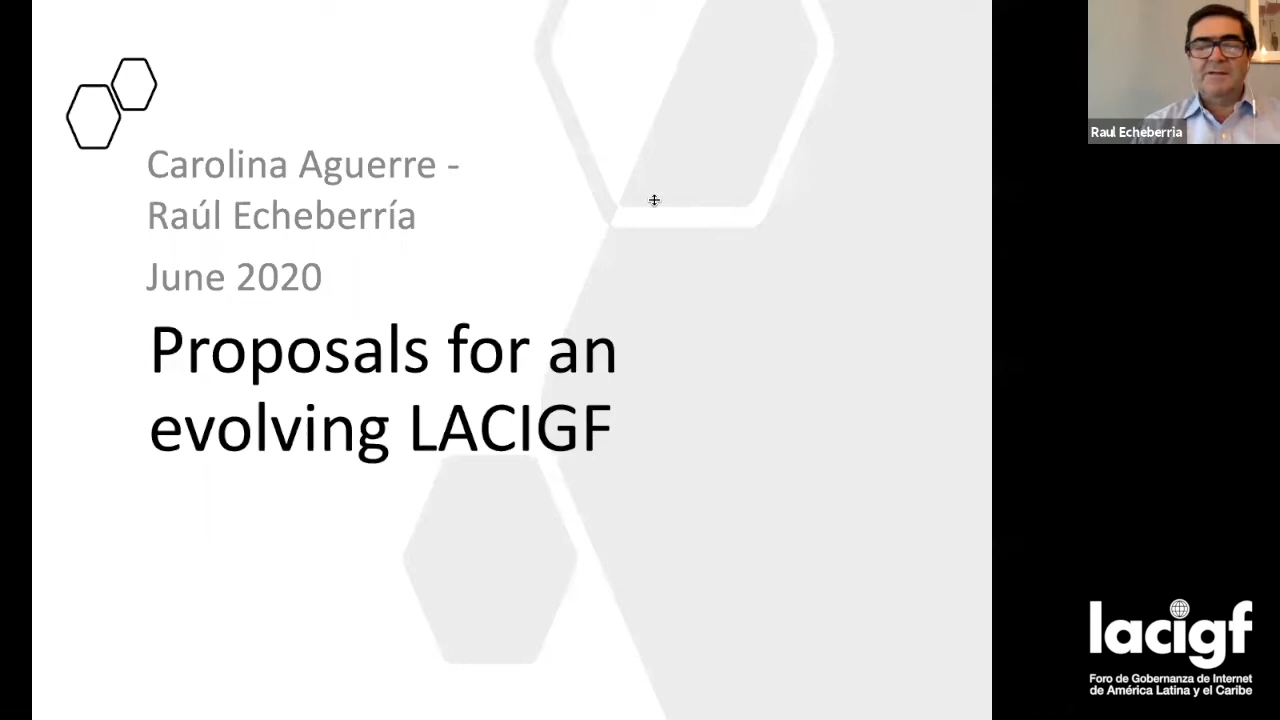 Carolina Aguerre -
Raúl Echeberría
June 2020
Proposals for an
evolving LACIGF
Raul Echeberria
lacigf
Foro de Gobernanza de Internet
de América Latina y el Caribe